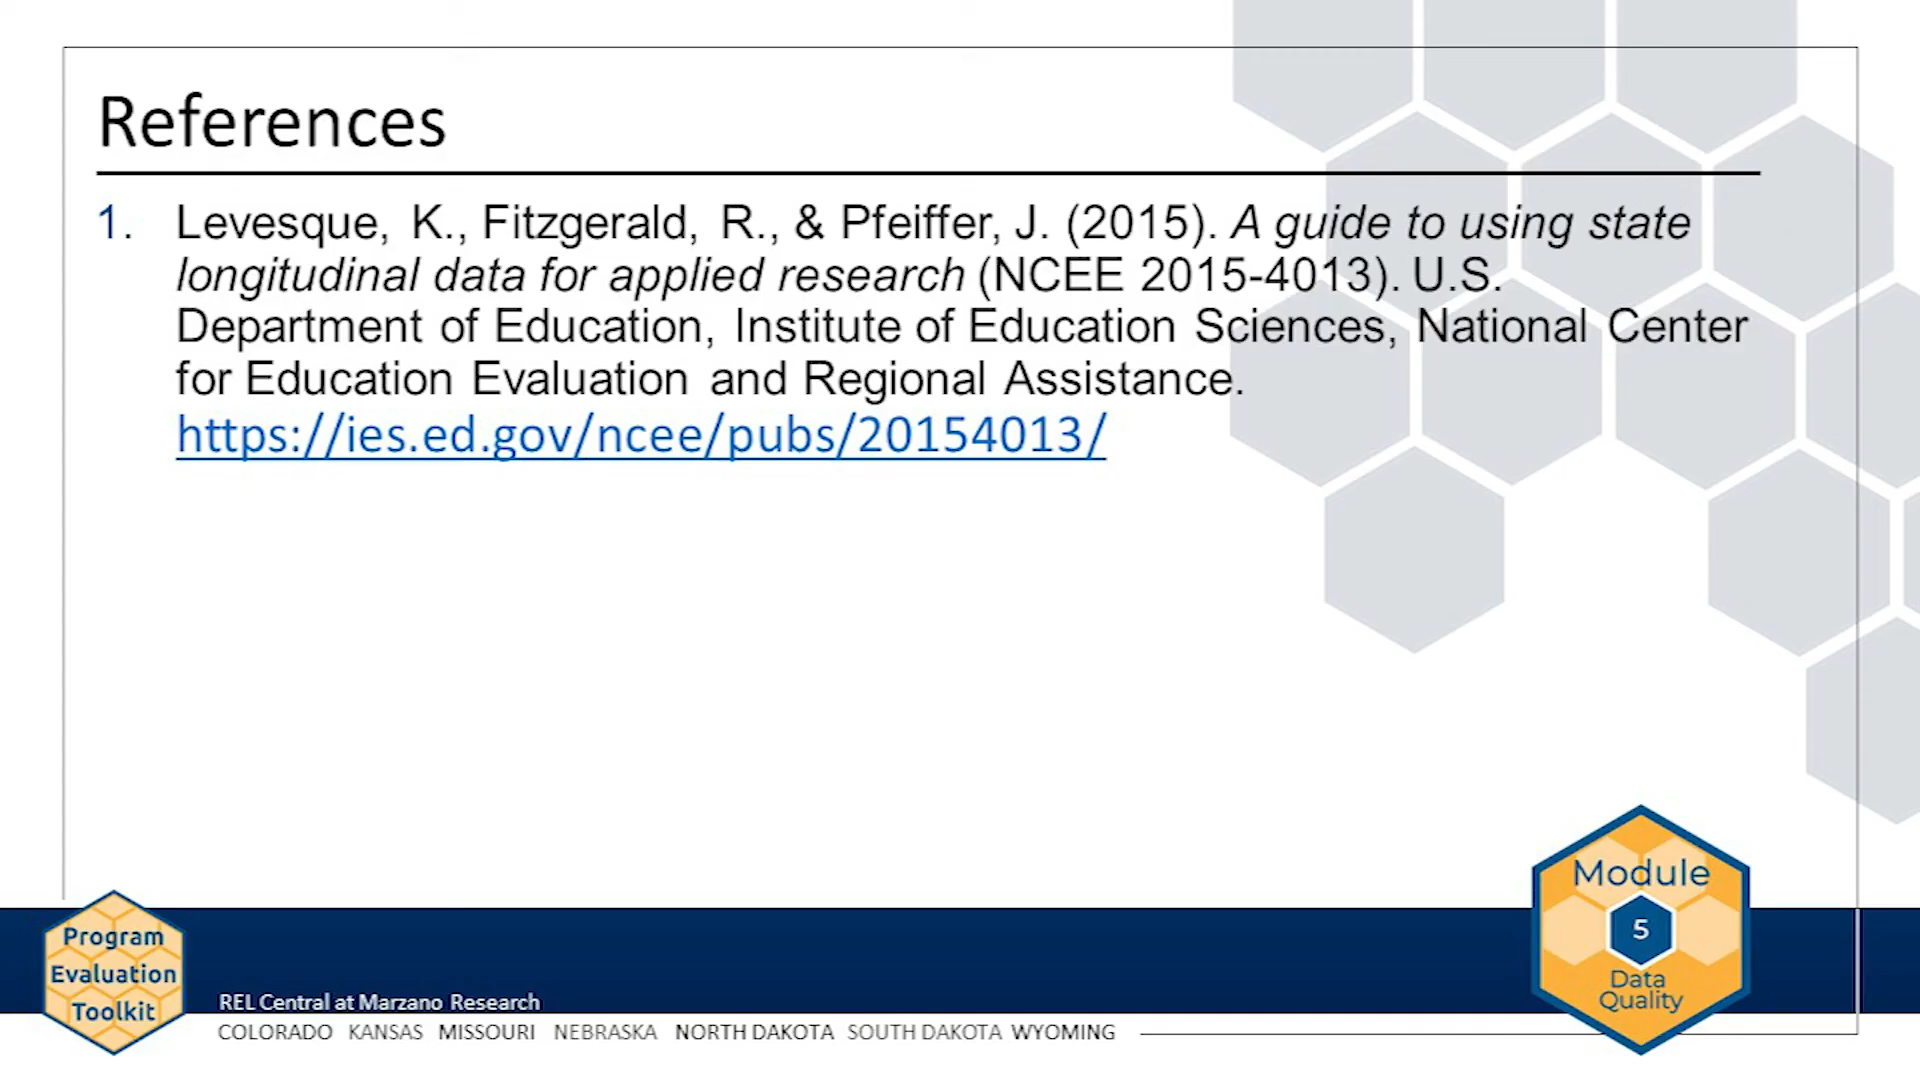 References
1. Levesque, K., Fitzgerald, R., & Pfeiffer, J. (2015). A guide to using state
longitudinal data for applied research (NCEE 2015-4013). U.S.
Department of Education, Institute of Education Sciences, National Center
for Education Evaluation and Regional Assistance.
https://ies.ed.gov/ncee/pubs/20154013/
Program
Evaluation
Toolkit
REL Central at Marzano Research
COLORADO KANSAS MISSOURI NEBRASKA NORTH DAKOTA SOUTH DAKOTA WYOMING
Module
5
Data
Quality